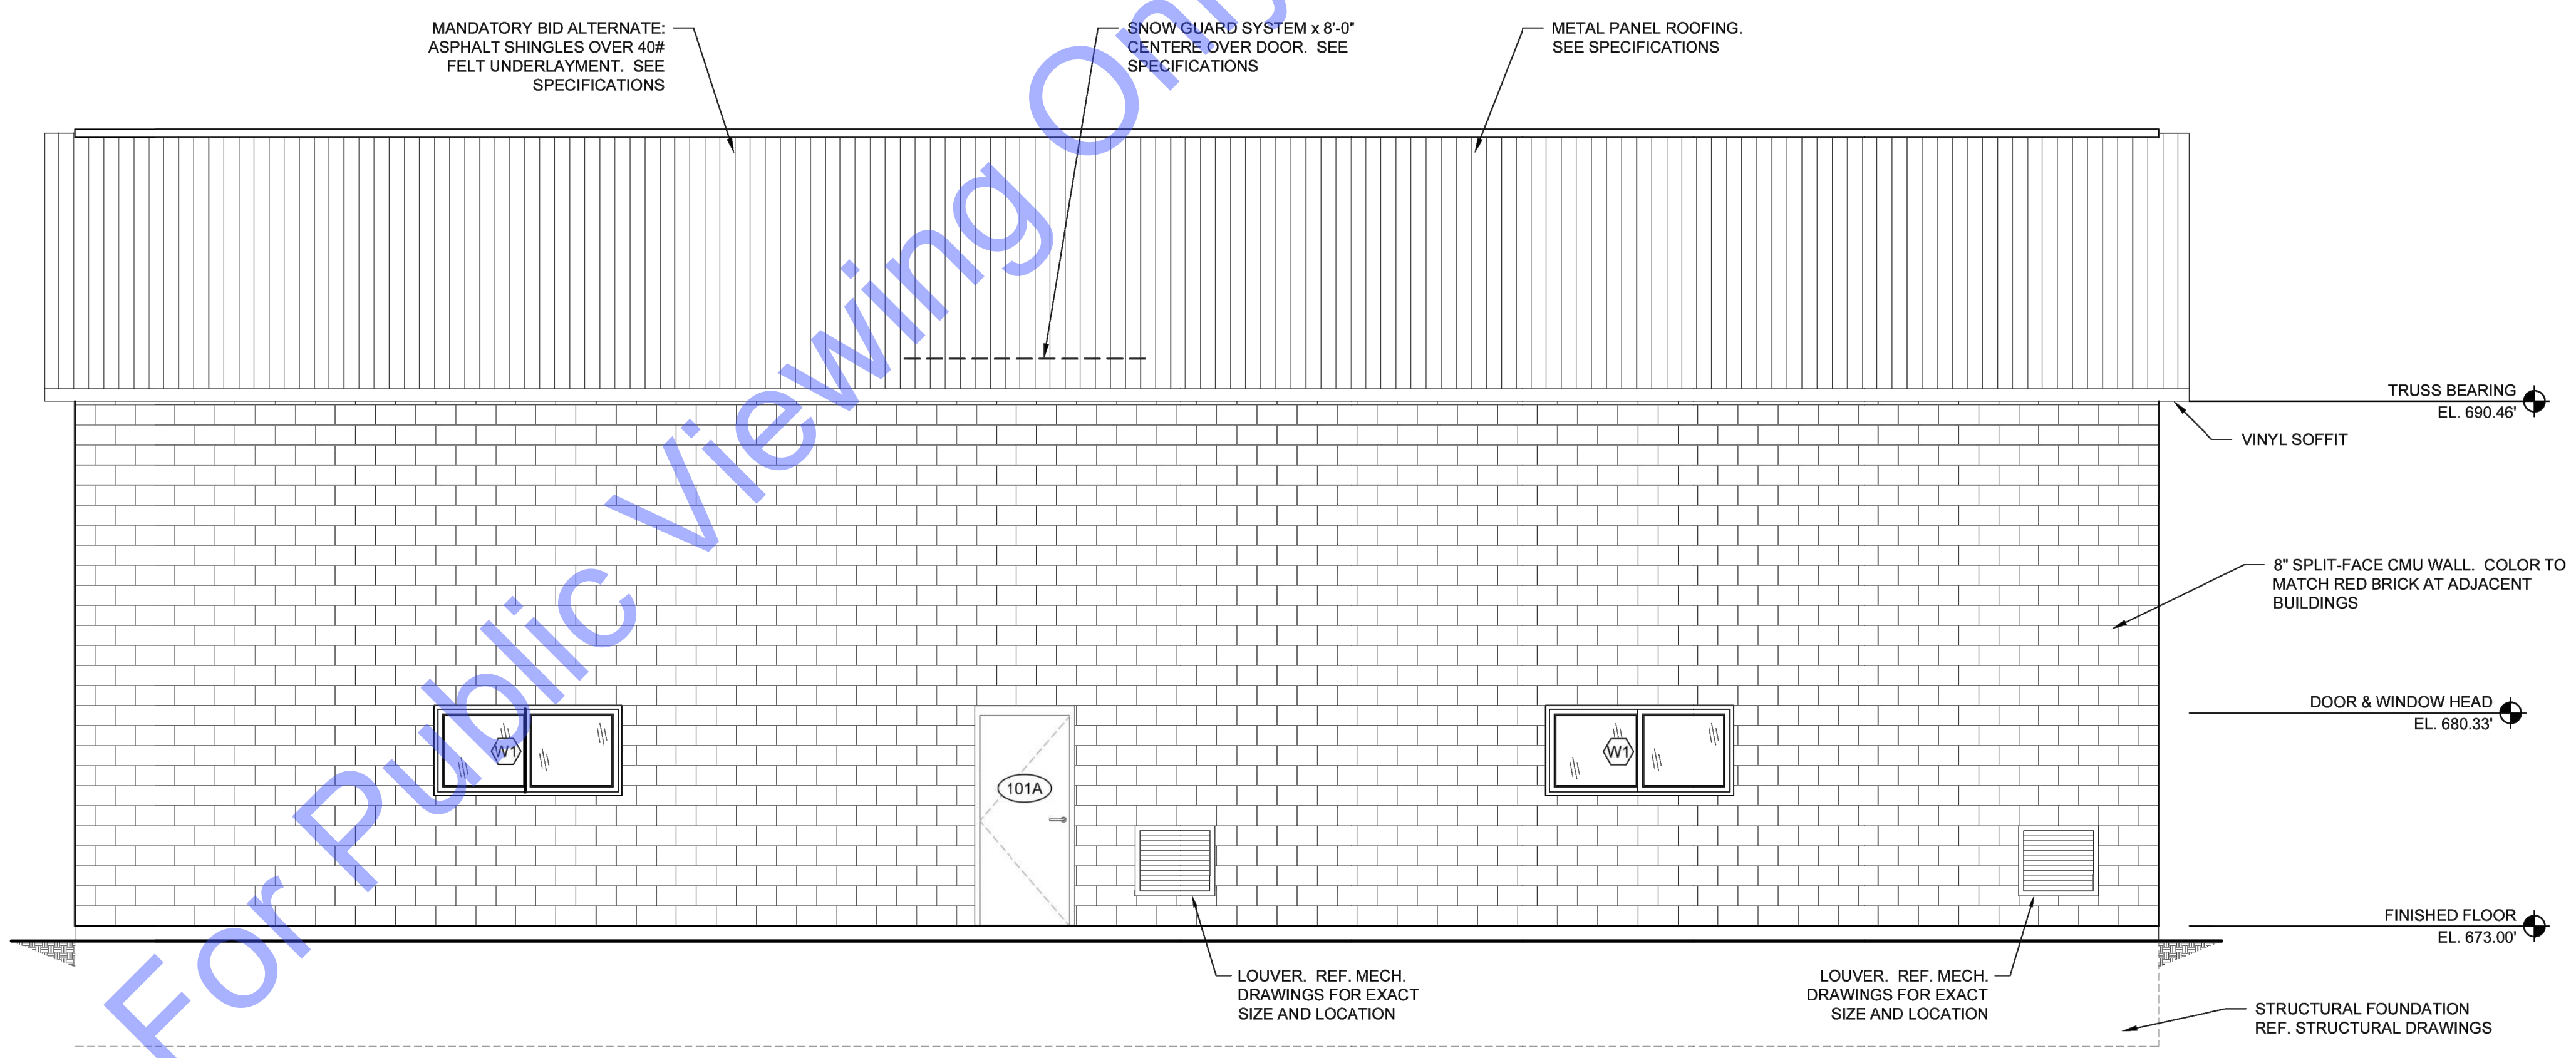 MANDATORY BID ALTERNATE:
ASPHALT SHINGLES OVER 40#
FELT UNDERLAYMENT. SEE
SPECIFICATIONS
SNOW GUARD SYSTEM x 8'-0"
CENTERE OVER DOOR. SEE
SPECIFICATIONS
METAL PANEL ROOFING.
SEE SPECIFICATIONS
TRUSS BEARING
EL. 690.46'
VINYL SOFFIT
8" SPLIT-FACE CMU WALL. COLOR TO
MATCH RED BRICK AT ADJACENT
BUILDINGS
DOOR & WINDOW HEAD
EL. 680.33'
W1
W1
101A
FINISHED FLOOR
EL. 673.00'
LOUVER. REF. MECH.
DRAWINGS FOR EXACT
SIZE AND LOCATION
LOUVER. REF. MECH.
DRAWINGS FOR EXACT
SIZE AND LOCATION
STRUCTURAL FOUNDATION
REF. STRUCTURAL DRAWINGS
For Public Viewing Only